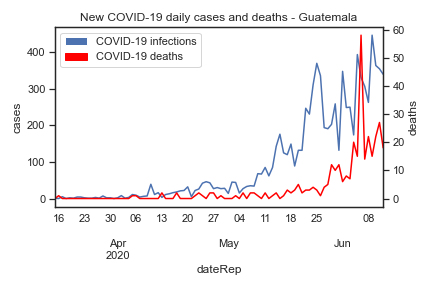 New COVID-19 daily cases and deaths - Guatemala
COVID-19 infections
COVID-19 deaths
cases
400
300
200
100
0
deaths
60
50
40
30
20
10
0
16 23 30 06 13 20 27 04 11 18 25 08
Apr May Jun
2020
dateRep